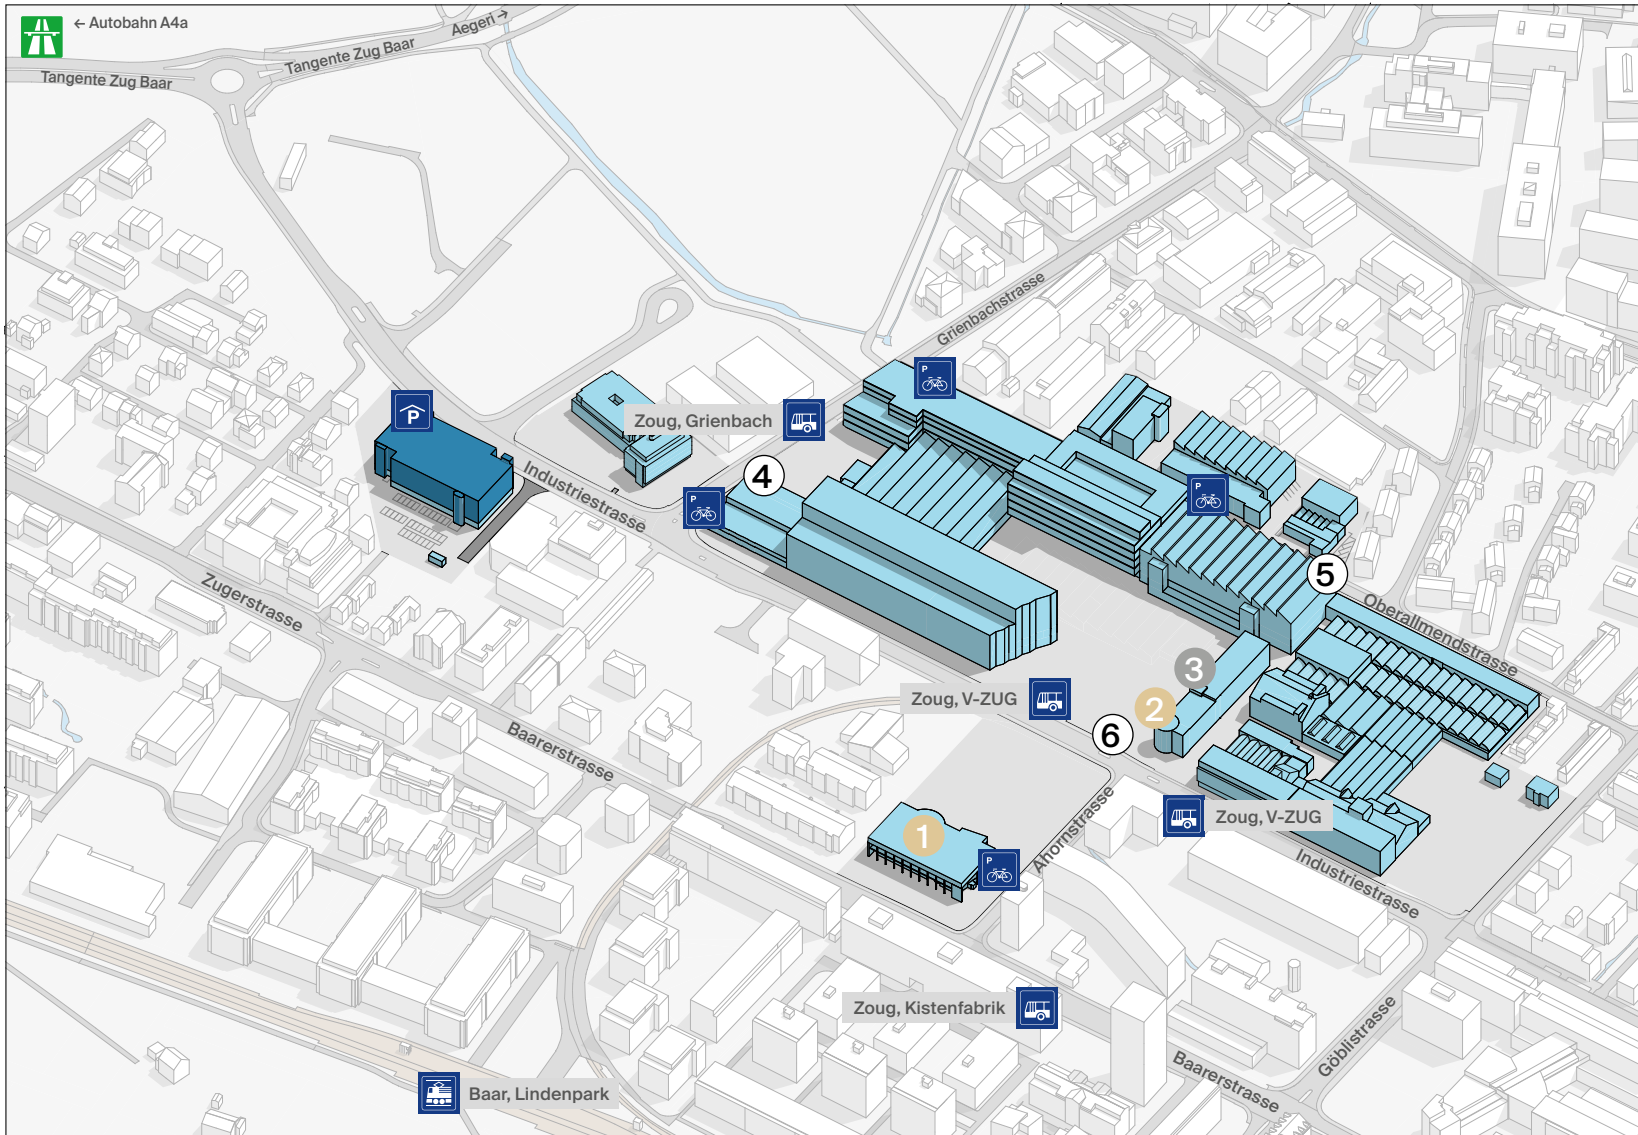 ← Autobahn A4a
Aegeri →
Tangente Zug Baar
Tangente Zug Baar
Grienbachstrasse
P
P
Zoug, Grienbach
4
Industriestrasse
P
P
5
Zugerstrasse
Oberallmendstrasse
3
Zoug, V-ZUG
2
6
Baarerstrasse
Zoug, V-ZUG
1
Ahornstrasse
P
Industriestrasse
Zoug, Kistenfabrik
Göblistrasse
Baarerstrasse
Baar, Lindenpark